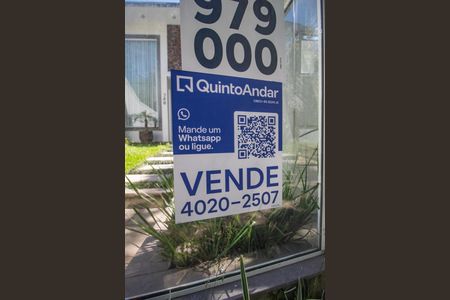 979
000
QuintoAndar
Mande um
Whatsapp
ou ligue.
VENDE
4020-2507